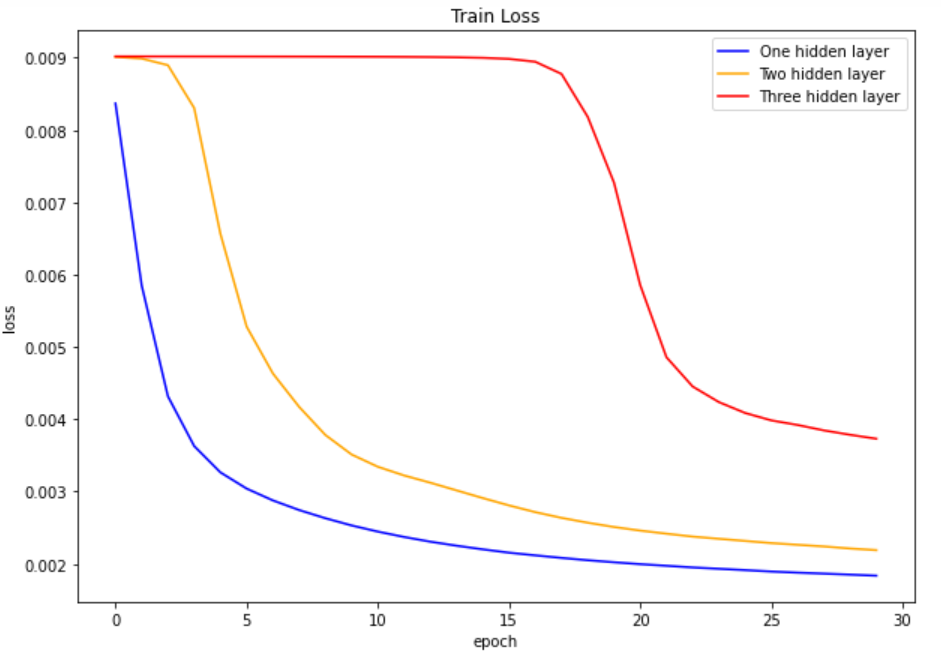 Train Loss
One hidden layer
Two hidden layer
Three hidden layer
0.009
0.008
0.007
0.006
0.005
0.004
0.003
0.002
loss
0 5 10 15 20 25 30
epoch